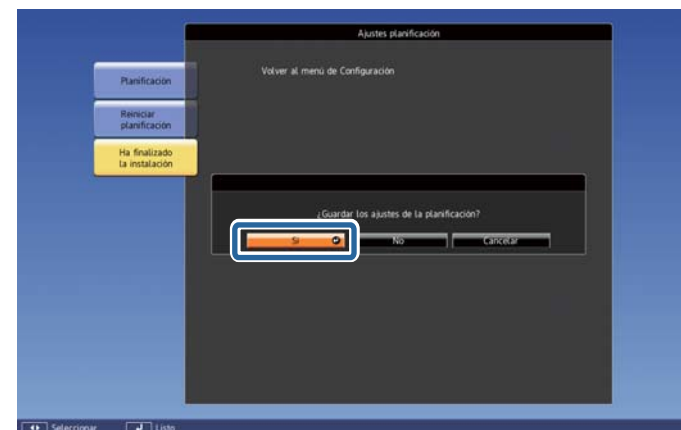 Ajustes planificación
Volver al menú de Configuración
Planificación
Reiniciar
planificación
Ha finalizado
la instalación
¿Guardar los ajustes de la planificación?
Sí No Cancelar
Seleccionar Listo